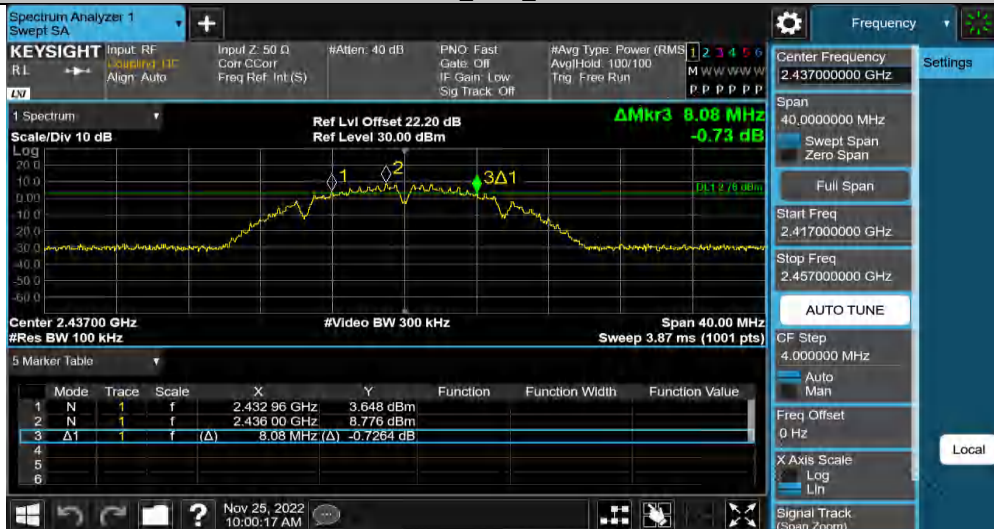 Spectrum Analyzer 1
Swept SA
Frequency
KEYSIGHT
RL
LXI
Input: RF
Coupling: DC
Align: Auto
Input Z: 50 Ω
Corr CCorr
Freq Ref: Int (S)
#Atten: 40 dB
PNO: Fast
Gate: Off
IF Gain: Low
Sig Track: Off
#Avg Type: Power (RMS
Avg|Hold: 100/100
Trig: Free Run
1 2 3 4 5 6
M W W W W W
P P P P P P
1 Spectrum
Scale/Div 10 dB
Ref Lvl Offset 22.20 dB
Ref Level 30.00 dBm
ΔMkr3 8.08 MHz
-0.73 dB
Log
20.0
10.0
0.00
-10.0
-20.0
-30.0
-40.0
-50.0
-60.0
1
2
3Δ1
DL1 2.76 dBm
Center 2.43700 GHz
#Res BW 100 kHz
#Video BW 300 kHz
Span 40.00 MHz
Sweep 3.87 ms (1001 pts)
5 Marker Table
Mode Trace Scale X Y Function Function Width Function Value
1 N 1 f 2.432 96 GHz 3.648 dBm
2 N 1 f 2.436 00 GHz 8.776 dBm
3 Δ1 1 f (Δ) 8.08 MHz (Δ) -0.7264 dB
4
5
6
Nov 25, 2022
10:00:17 AM
Center Frequency
2.437000000 GHz
Settings
Span
40.0000000 MHz
Swept Span
Zero Span
Full Span
Start Freq
2.417000000 GHz
Stop Freq
2.457000000 GHz
AUTO TUNE
CF Step
4.000000 MHz
Auto
Man
Freq Offset
0 Hz
Local
X Axis Scale
Log
Lin
Signal Track
(Span Zoom)